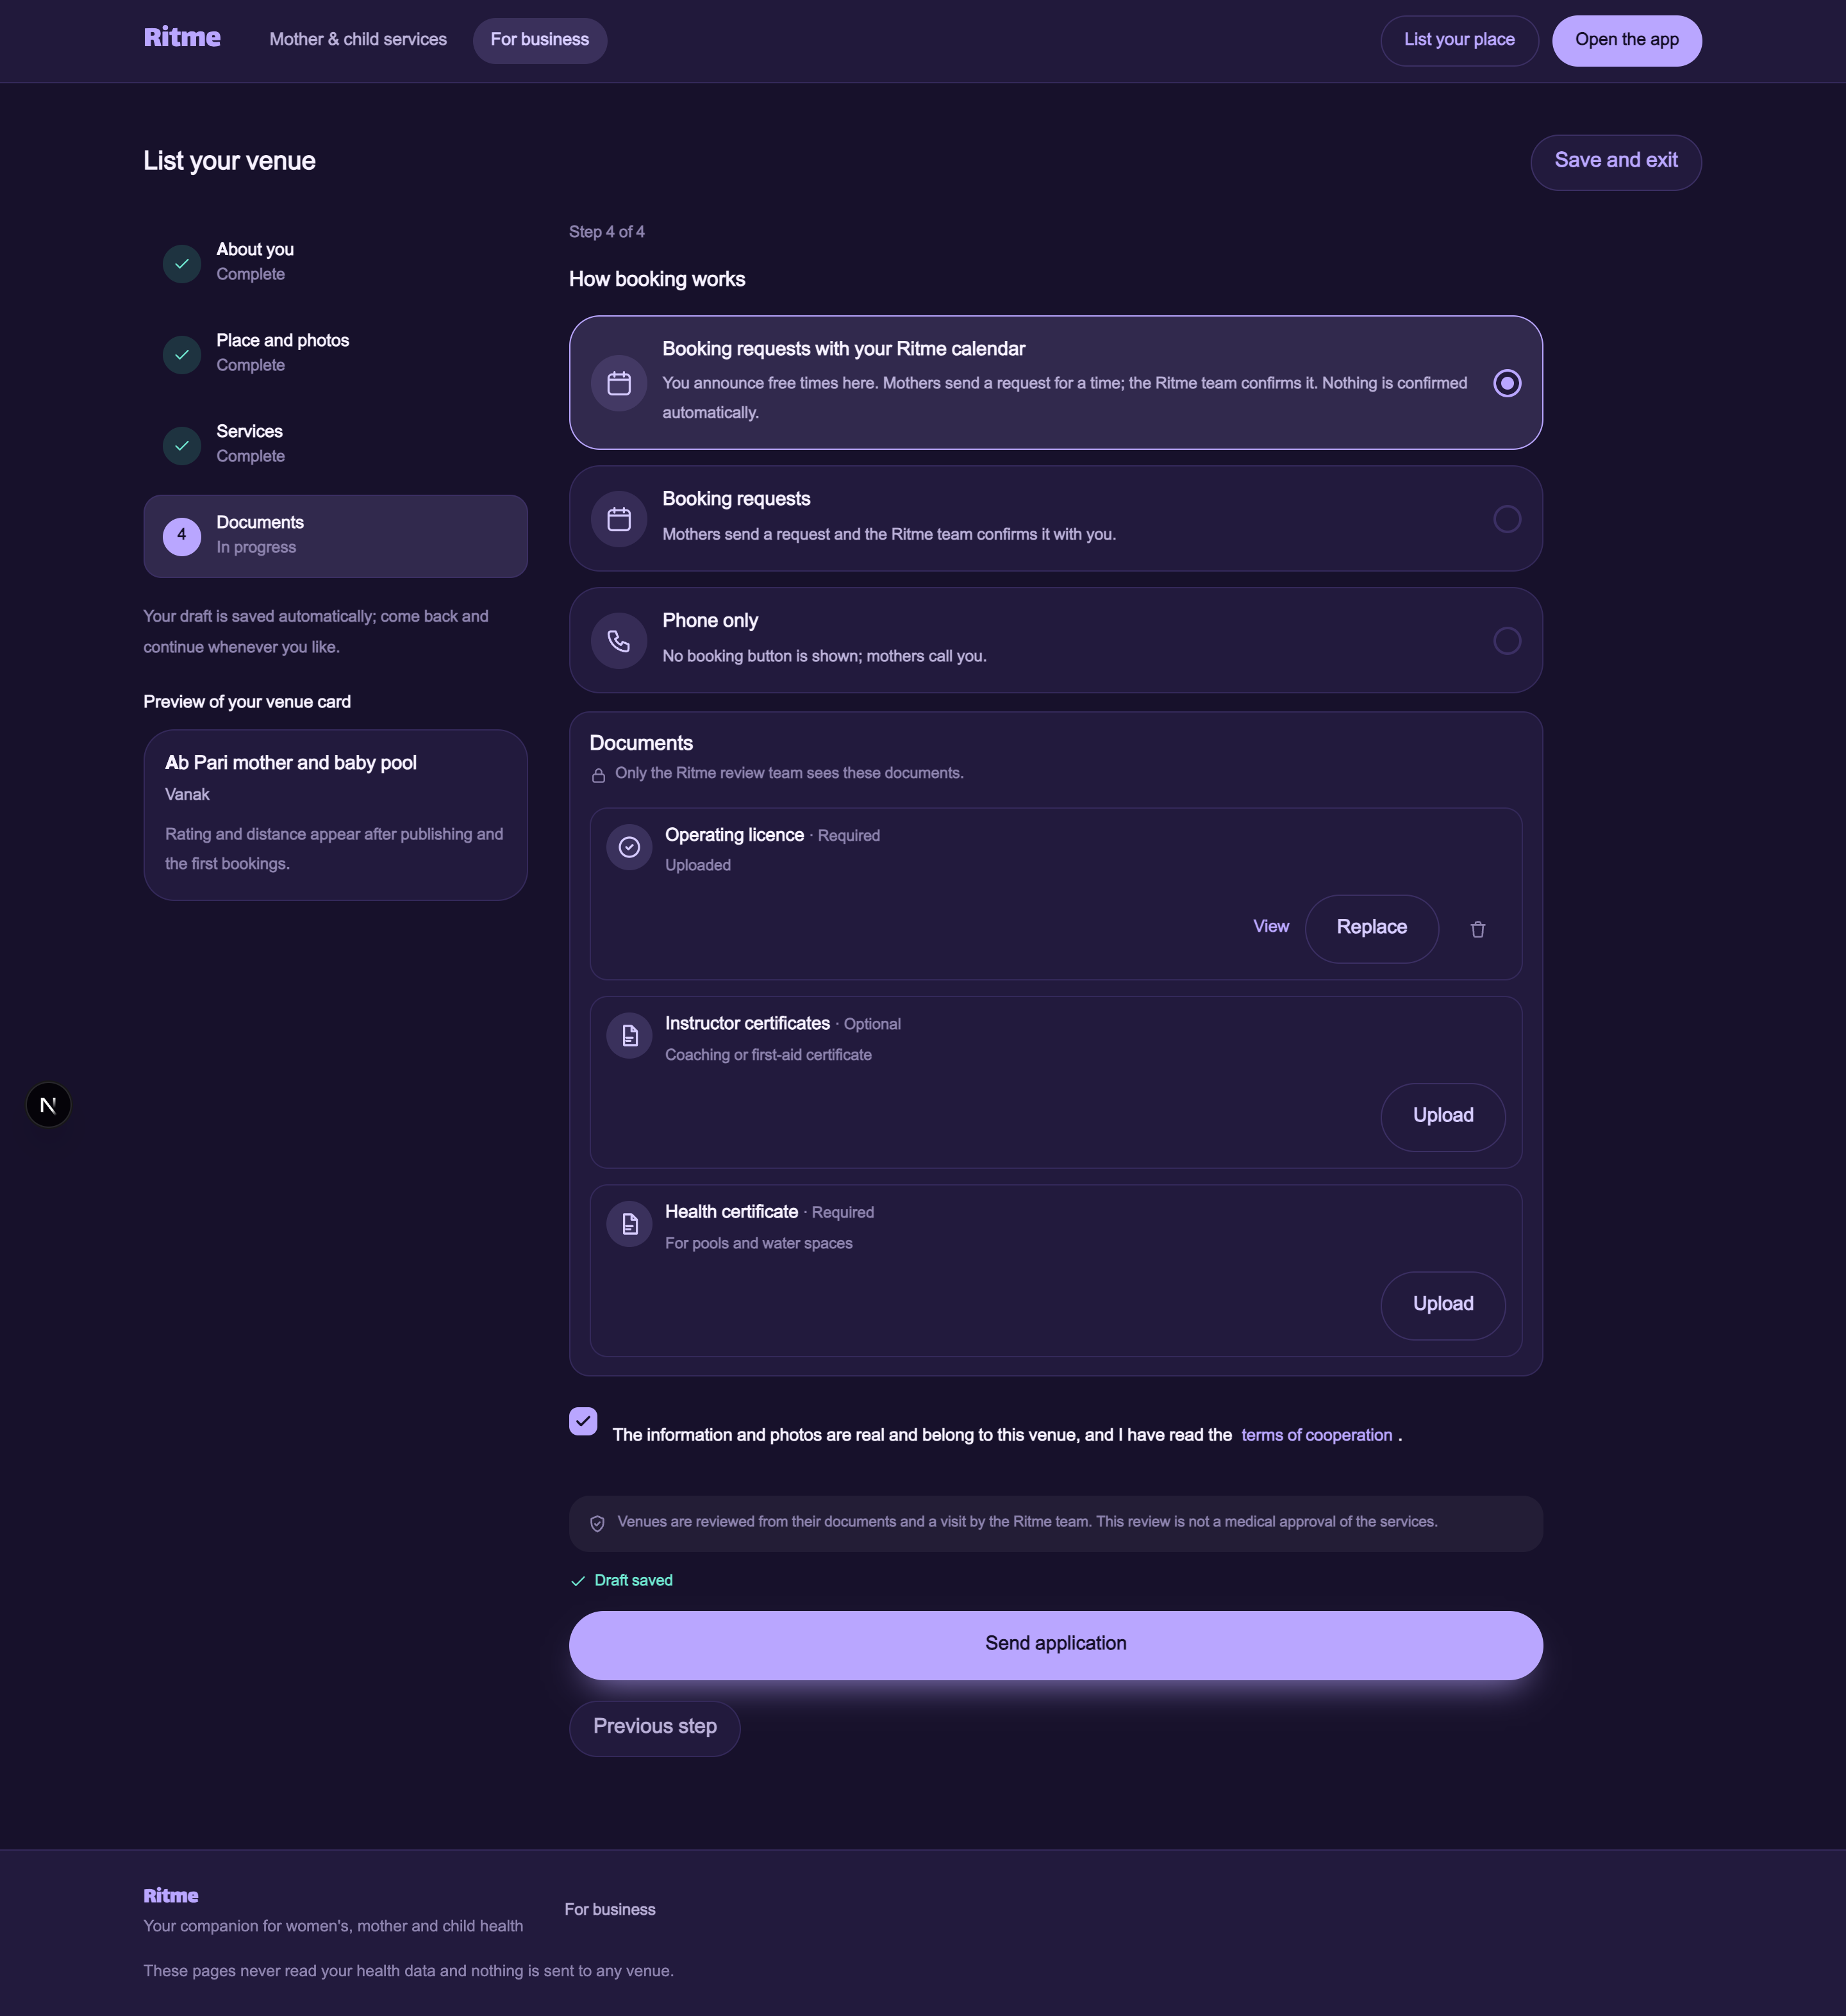 Ritme
Mother & child services
For business
List your place
Open the app
List your venue
Save and exit
About you
Complete
Place and photos
Complete
Services
Complete
4
Documents
In progress
Your draft is saved automatically; come back and
continue whenever you like.
Preview of your venue card
Ab Pari mother and baby pool
Vanak
Rating and distance appear after publishing and
the first bookings.
Step 4 of 4
How booking works
Booking requests with your Ritme calendar
You announce free times here. Mothers send a request for a time; the Ritme team confirms it. Nothing is confirmed
automatically.
Booking requests
Mothers send a request and the Ritme team confirms it with you.
Phone only
No booking button is shown; mothers call you.
Documents
Only the Ritme review team sees these documents.
Operating licence · Required
Uploaded
View
Replace
Instructor certificates · Optional
Coaching or first-aid certificate
Upload
Health certificate · Required
For pools and water spaces
Upload
The information and photos are real and belong to this venue, and I have read the terms of cooperation .
Venues are reviewed from their documents and a visit by the Ritme team. This review is not a medical approval of the services.
Draft saved
Send application
Previous step
N
Ritme
Your companion for women's, mother and child health
For business
These pages never read your health data and nothing is sent to any venue.